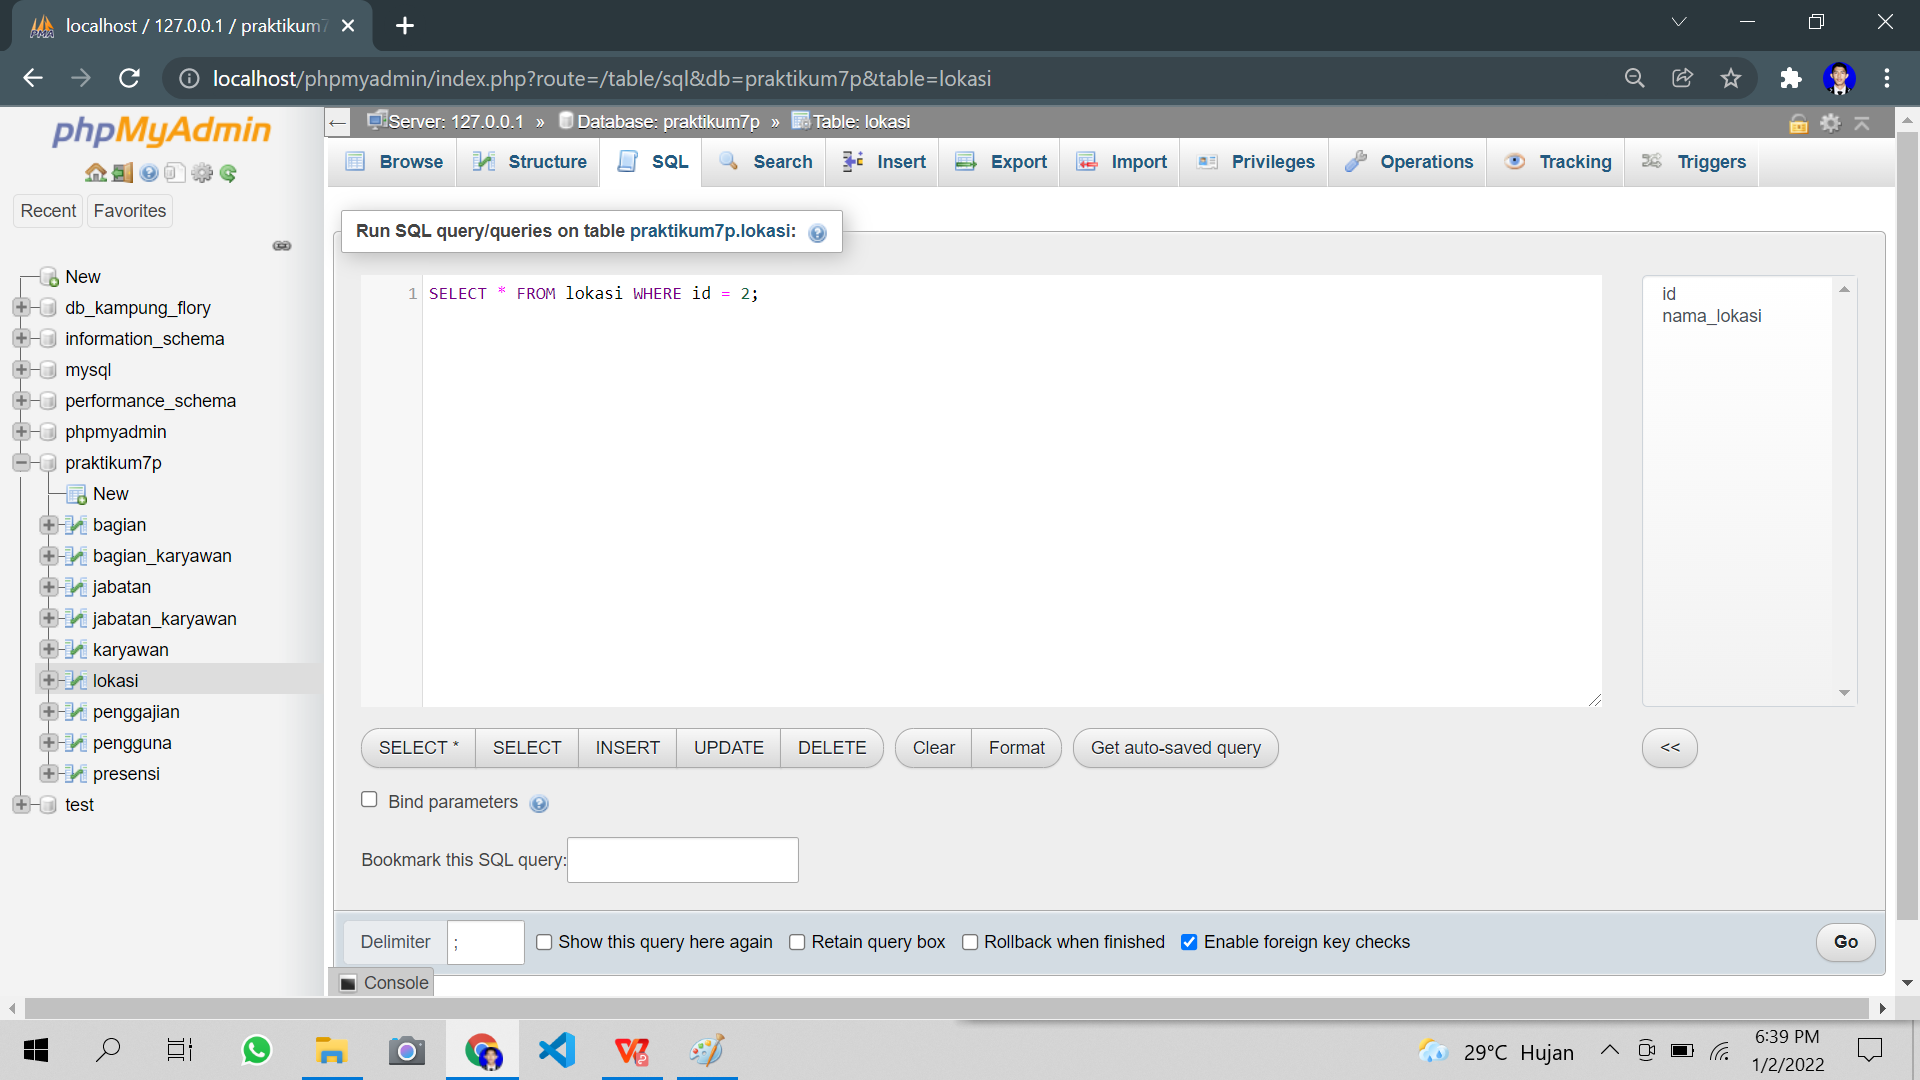 localhost / 127.0.0.1 / praktikum7
localhost/phpmyadmin/index.php?route=/table/sql&db=praktikum7p&table=lokasi
phpMyAdmin
Recent Favorites
New
db_kampung_flory
information_schema
mysql
performance_schema
phpmyadmin
praktikum7p
New
bagian
bagian_karyawan
jabatan
jabatan_karyawan
karyawan
lokasi
penggajian
pengguna
presensi
test
Server: 127.0.0.1 » Database: praktikum7p » Table: lokasi
Browse Structure SQL Search Insert Export Import Privileges Operations Tracking Triggers
Run SQL query/queries on table praktikum7p.lokasi:
1 SELECT * FROM lokasi WHERE id = 2;
id
nama_lokasi
SELECT * SELECT INSERT UPDATE DELETE Clear Format Get auto-saved query <<
Bind parameters
Bookmark this SQL query:
Delimiter ; Show this query here again Retain query box Rollback when finished Enable foreign key checks Go
Console
29°C Hujan
6:39 PM
1/2/2022